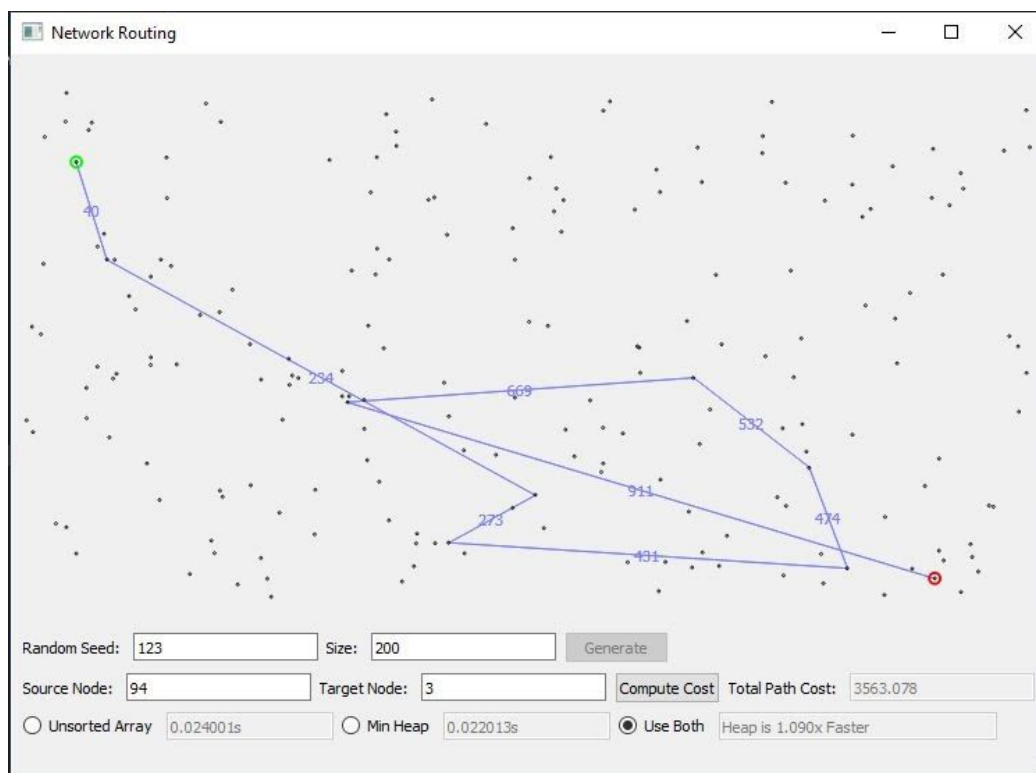 Network Routing
40
234
669
532
911
474
273
431
Random Seed: 123 Size: 200 Generate
Source Node: 94 Target Node: 3 Compute Cost Total Path Cost: 3563.078
Unsorted Array 0.024001s Min Heap 0.022013s Use Both Heap is 1.090x Faster